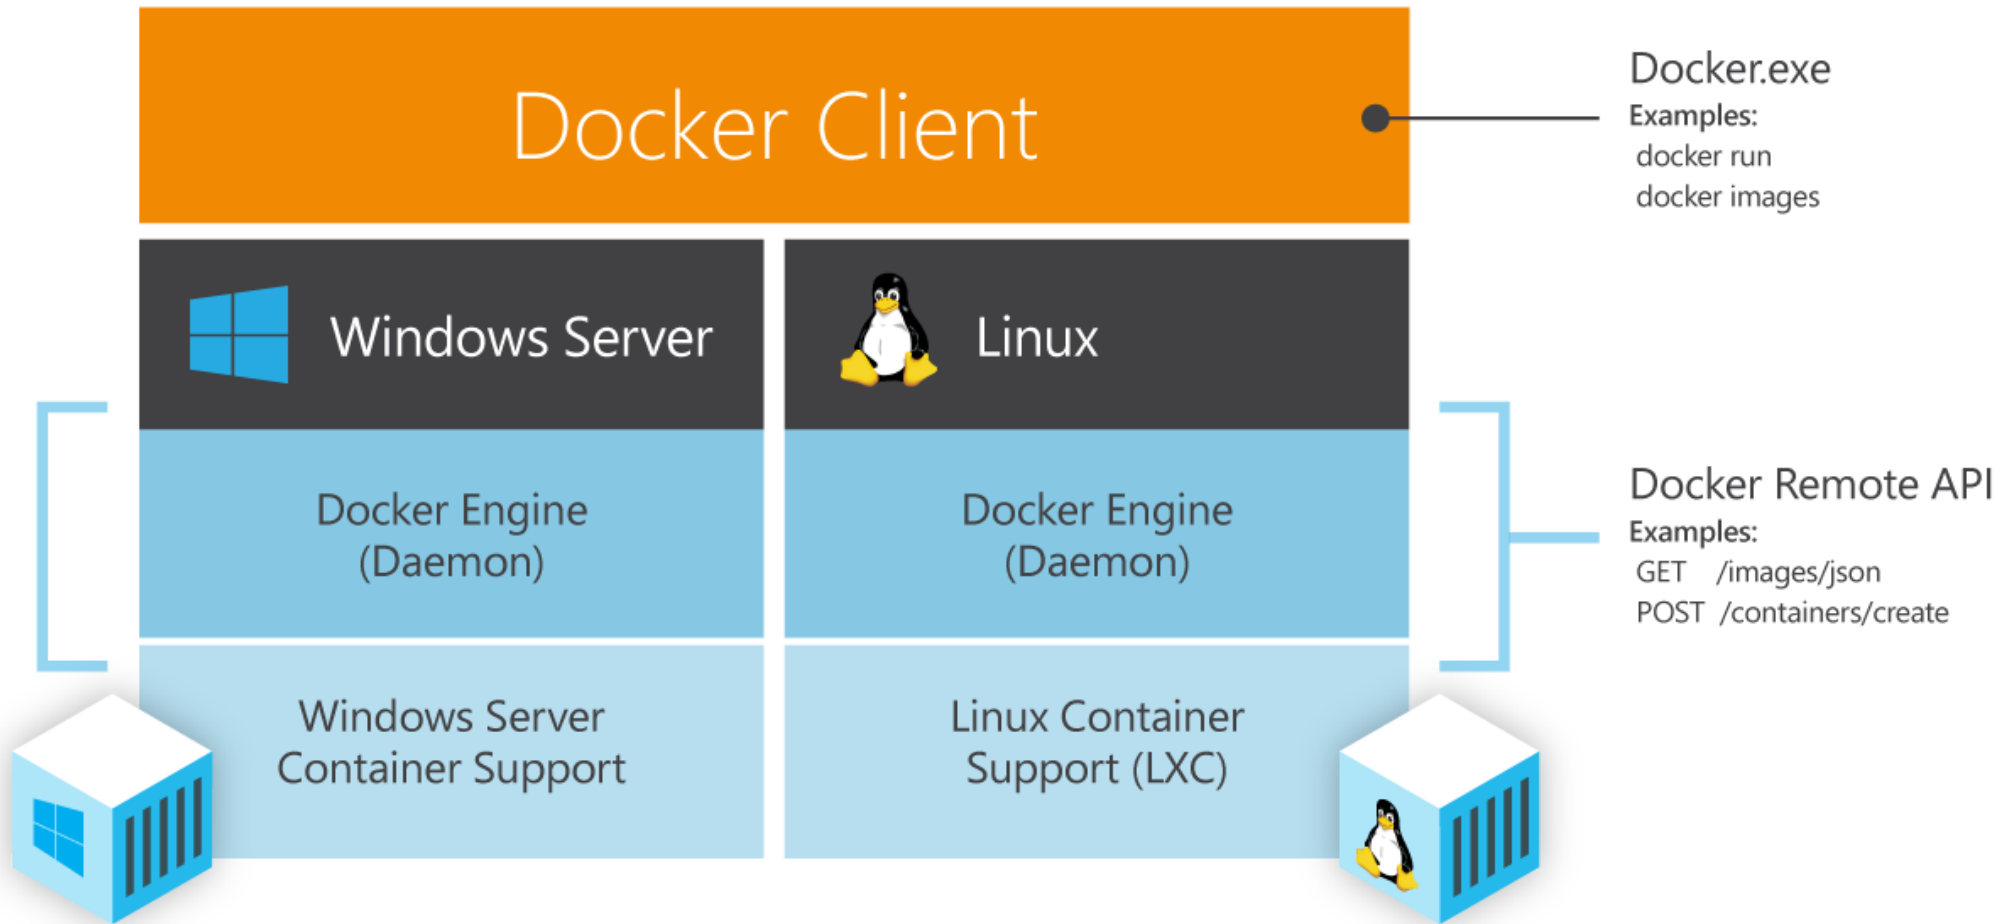 Docker Client
Docker.exe
Examples:
docker run
docker images
Windows Server
Linux
Docker Engine
(Daemon)
Docker Engine
(Daemon)
Docker Remote API
Examples:
GET /images/json
POST /containers/create
Windows Server
Container Support
Linux Container
Support (LXC)